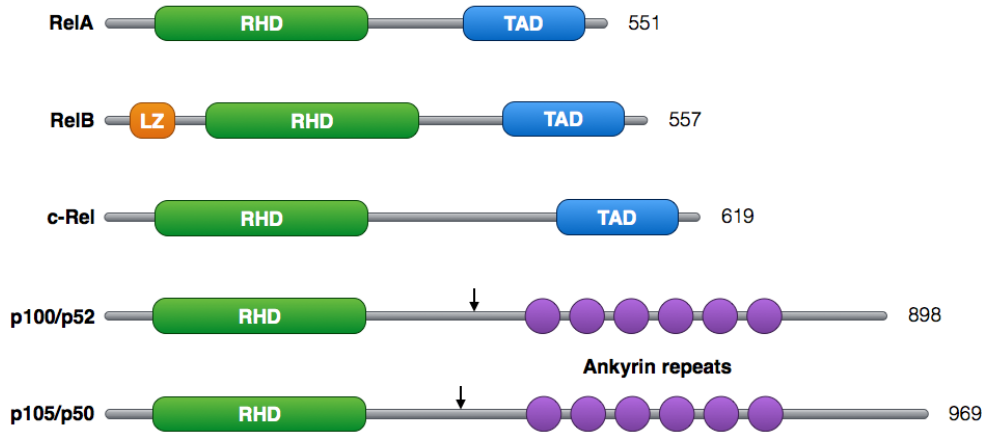 RelA RHD TAD 551
RelB LZ RHD TAD 557
c-Rel RHD TAD 619
p100/p52 RHD 898
Ankyrin repeats
p105/p50 RHD 969